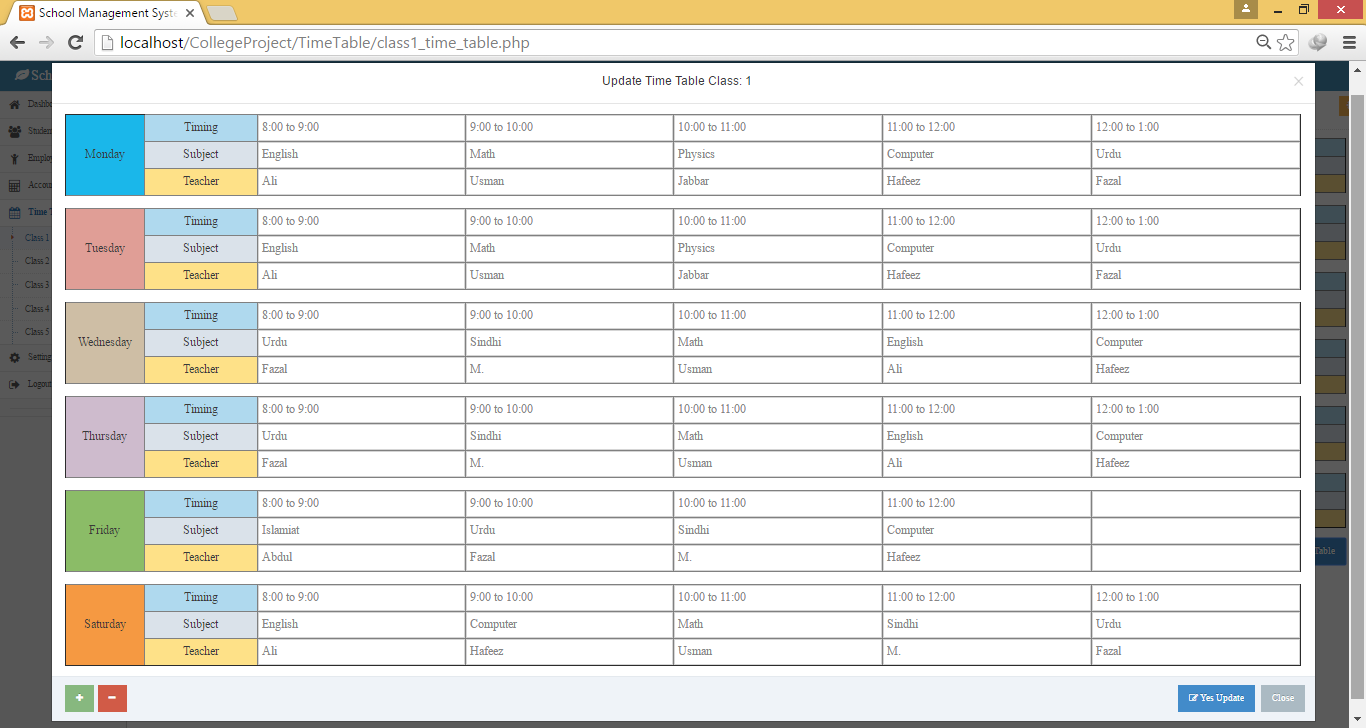 School Management Syst
localhost/CollegeProject/TimeTable/class1_time_table.php
Update Time Table Class: 1 ×
Sch
Dashbo
Studen
Employ
Accou
Time T
Class 1
Class 2
Class 3
Class 4
Class 5
Setting
Logout
Monday
Timing 8:00 to 9:00 9:00 to 10:00 10:00 to 11:00 11:00 to 12:00 12:00 to 1:00
Subject English Math Physics Computer Urdu
Teacher Ali Usman Jabbar Hafeez Fazal
Tuesday
Timing 8:00 to 9:00 9:00 to 10:00 10:00 to 11:00 11:00 to 12:00 12:00 to 1:00
Subject English Math Physics Computer Urdu
Teacher Ali Usman Jabbar Hafeez Fazal
Wednesday
Timing 8:00 to 9:00 9:00 to 10:00 10:00 to 11:00 11:00 to 12:00 12:00 to 1:00
Subject Urdu Sindhi Math English Computer
Teacher Fazal M. Usman Ali Hafeez
Thursday
Timing 8:00 to 9:00 9:00 to 10:00 10:00 to 11:00 11:00 to 12:00 12:00 to 1:00
Subject Urdu Sindhi Math English Computer
Teacher Fazal M. Usman Ali Hafeez
Friday
Timing 8:00 to 9:00 9:00 to 10:00 10:00 to 11:00 11:00 to 12:00
Subject Islamiat Urdu Sindhi Computer
Teacher Abdul Fazal M. Hafeez
Saturday
Timing 8:00 to 9:00 9:00 to 10:00 10:00 to 11:00 11:00 to 12:00 12:00 to 1:00
Subject English Computer Math Sindhi Urdu
Teacher Ali Hafeez Usman M. Fazal
Table
+ − Yes Update Close